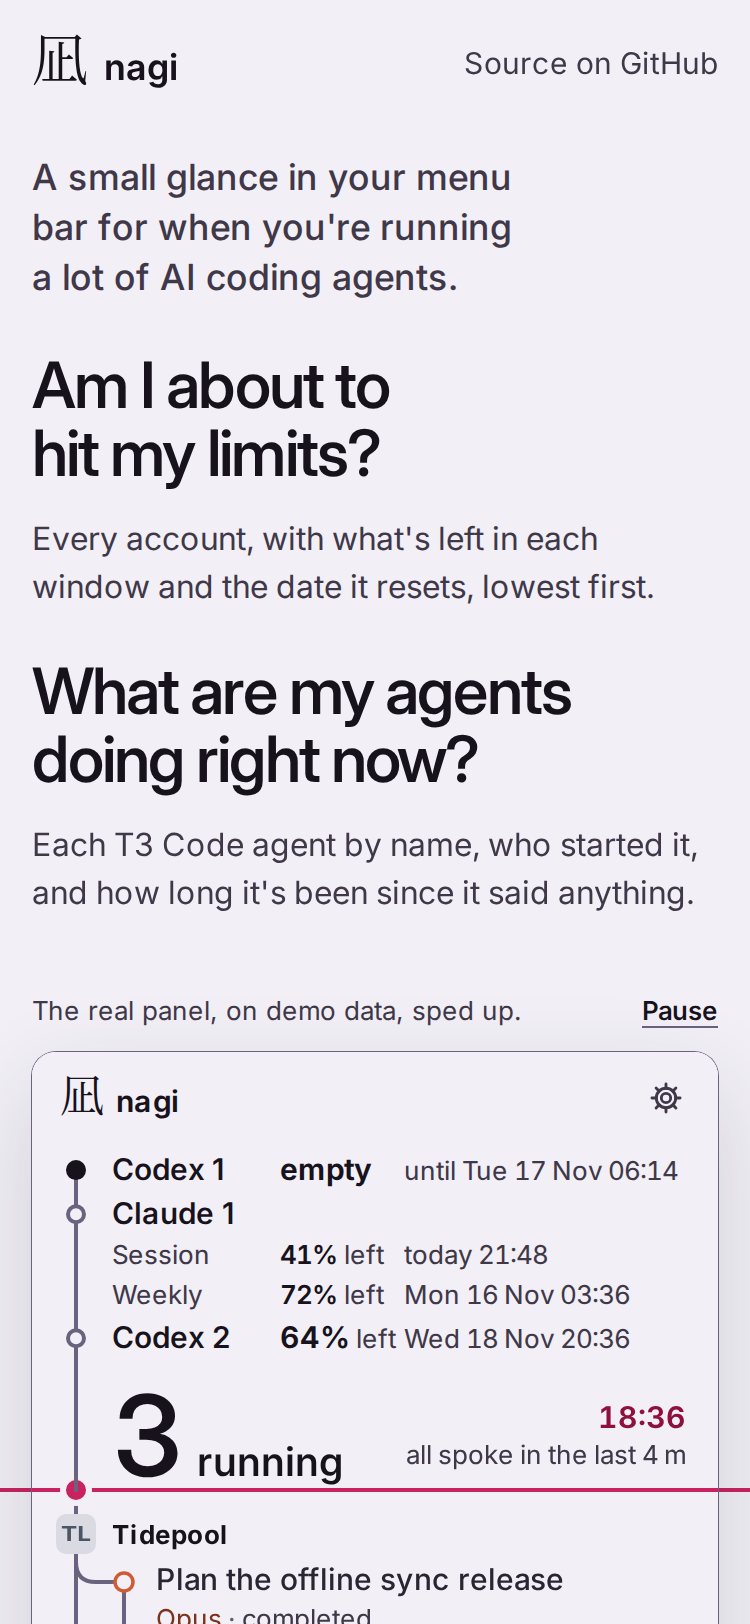 凪 nagi
Source on GitHub
A small glance in your menu
bar for when you're running
a lot of AI coding agents.
Am I about to
hit my limits?
Every account, with what's left in each
window and the date it resets, lowest first.
What are my agents
doing right now?
Each T3 Code agent by name, who started it,
and how long it's been since it said anything.
The real panel, on demo data, sped up.
Pause
凪 nagi
Codex 1 empty until Tue 17 Nov 06:14
Claude 1
Session 41% left today 21:48
Weekly 72% left Mon 16 Nov 03:36
Codex 2 64% left Wed 18 Nov 20:36
18:36
3 running all spoke in the last 4 m
TL Tidepool
Plan the offline sync release
Opus · completed